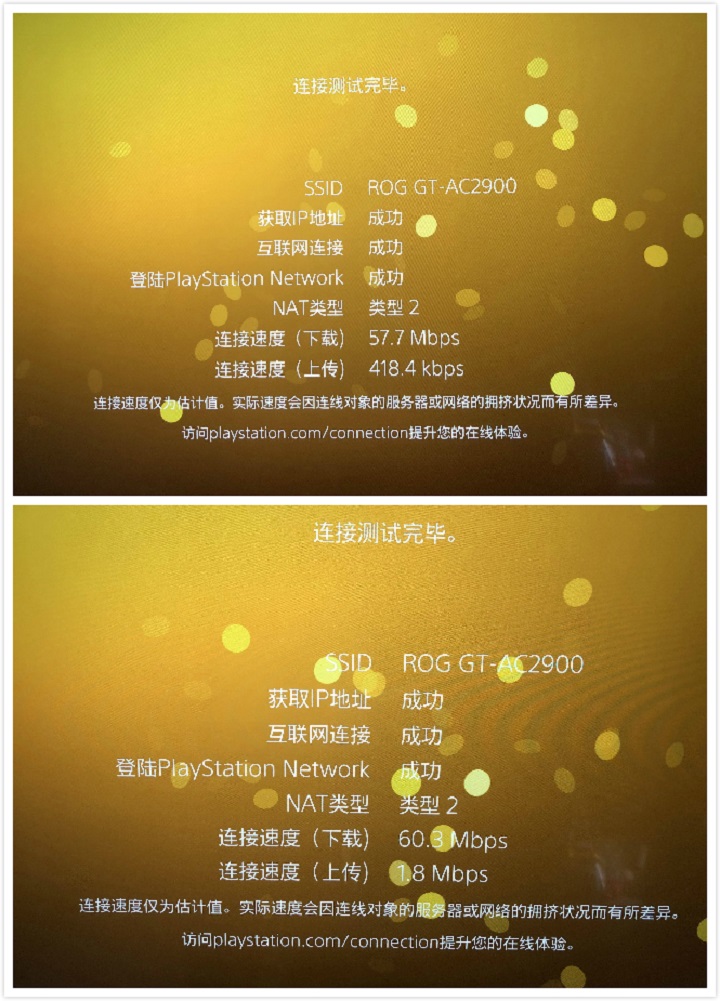 连接测试完毕。
SSID ROG GT-AC2900
获取IP地址 成功
互联网连接 成功
登陆PlayStation Network 成功
NAT类型 类型 2
连接速度（下载） 57.7 Mbps
连接速度（上传） 418.4 kbps
连接速度仅为估计值。实际速度会因连线对象的服务器或网络的拥挤状况而有所差异。
访问playstation.com/connection提升您的在线体验。
连接测试完毕。
SSID ROG GT-AC2900
获取IP地址 成功
互联网连接 成功
登陆PlayStation Network 成功
NAT类型 类型 2
连接速度（下载） 60.3 Mbps
连接速度（上传） 1.8 Mbps
连接速度仅为估计值。实际速度会因连线对象的服务器或网络的拥挤状况而有所差异。
访问playstation.com/connection提升您的在线体验。